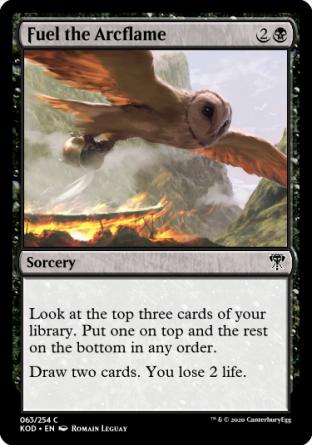 Fuel the Arcflame 2
Sorcery
Look at the top three cards of your
library. Put one on top and the rest
on the bottom in any order.
Draw two cards. You lose 2 life.
063/254 C
KOD • EN Romain Leguay
™ & © 2020 CanterburyEgg